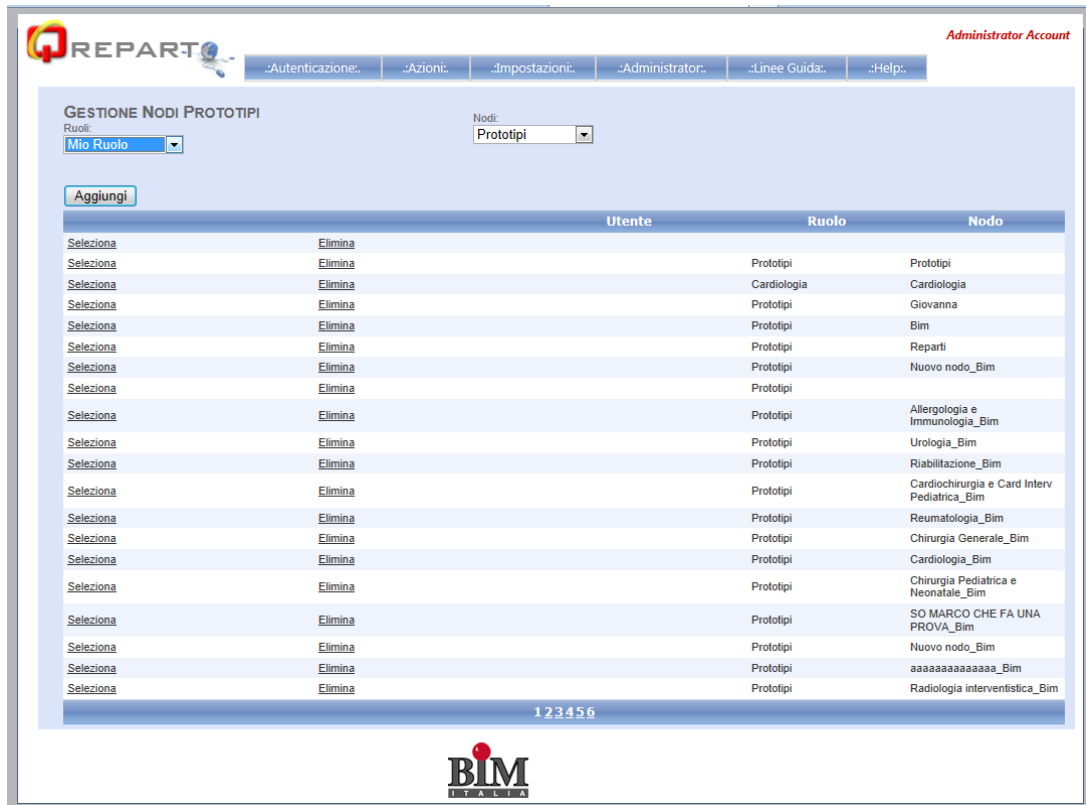 Administrator Account
QREPARTO
.:Autenticazione:. .:Azioni:. .:Impostazioni:. .:Administrator:. .:Linee Guida:. .:Help:.
GESTIONE NODI PROTOTIPI
Ruoli: Nodi:
Mio Ruolo Prototipi
Aggiungi
Utente Ruolo Nodo
Seleziona Elimina
Seleziona Elimina Prototipi Prototipi
Seleziona Elimina Cardiologia Cardiologia
Seleziona Elimina Prototipi Giovanna
Seleziona Elimina Prototipi Bim
Seleziona Elimina Prototipi Reparti
Seleziona Elimina Prototipi Nuovo nodo_Bim
Seleziona Elimina Prototipi
Seleziona Elimina Prototipi Allergologia e
Immunologia_Bim
Seleziona Elimina Prototipi Urologia_Bim
Seleziona Elimina Prototipi Riabilitazione_Bim
Seleziona Elimina Prototipi Cardiochirurgia e Card Interv
Pediatrica_Bim
Seleziona Elimina Prototipi Reumatologia_Bim
Seleziona Elimina Prototipi Chirurgia Generale_Bim
Seleziona Elimina Prototipi Cardiologia_Bim
Seleziona Elimina Prototipi Chirurgia Pediatrica e
Neonatale_Bim
Seleziona Elimina Prototipi SO MARCO CHE FA UNA
PROVA_Bim
Seleziona Elimina Prototipi Nuovo nodo_Bim
Seleziona Elimina Prototipi aaaaaaaaaaaaaa_Bim
Seleziona Elimina Prototipi Radiologia interventistica_Bim
1 2 3 4 5 6
BIM
ITALIA